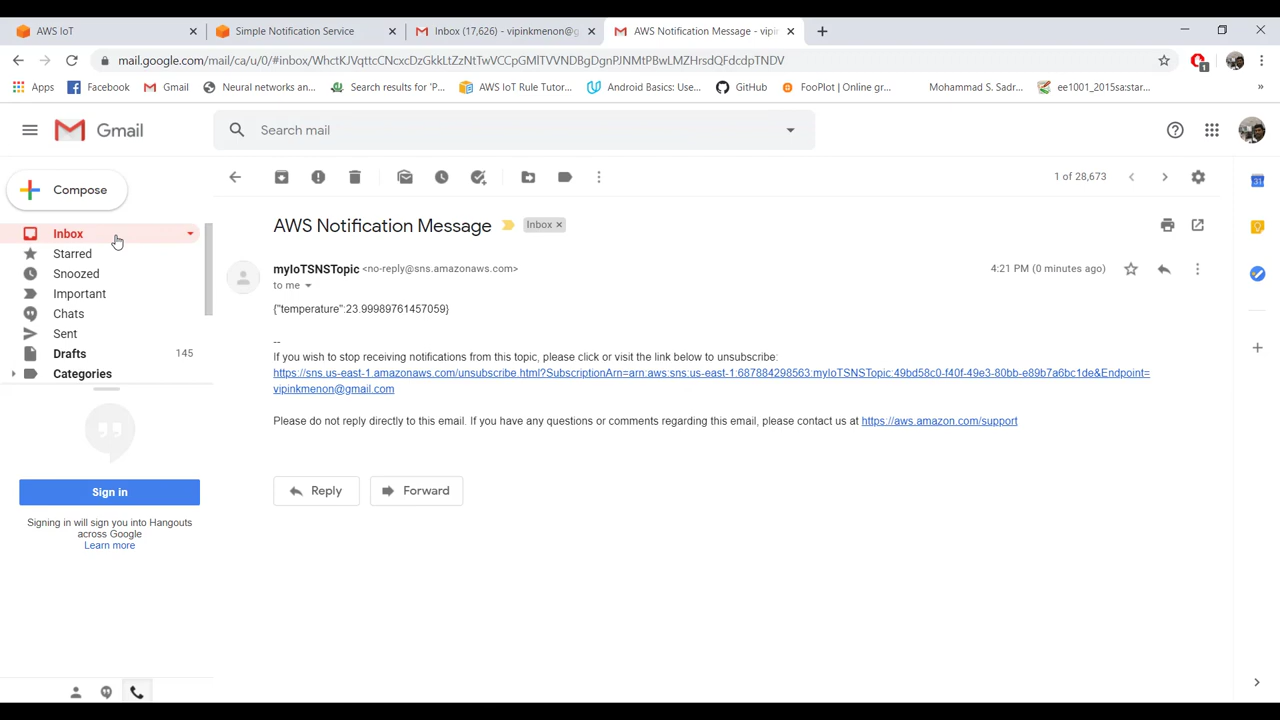 AWS IoT
Simple Notification Service
Inbox (17,626) - vipinkmenon@g
AWS Notification Message - vipi
mail.google.com/mail/ca/u/0/#inbox/WhctKJVqttcCNcxcDzGkkLtZzNtTwVCCpGMlTVVNDBgDgnPJNMtPBwLMZHrsdQFdcdpTNDV
1
Apps
Facebook
Gmail
Neural networks an...
Search results for 'P...
AWS IoT Rule Tutor...
Android Basics: Use...
GitHub
FooPlot | Online gr...
Mohammad S. Sadr...
ee1001_2015sa:star...
»
Gmail
Search mail
Compose
1 of 28,673
Inbox
Starred
Snoozed
Important
Chats
Sent
Drafts 145
Categories
AWS Notification Message
Inbox ×
myIoTSNSTopic <no-reply@sns.amazonaws.com>
4:21 PM (0 minutes ago)
to me
{"temperature":23.99989761457059}
--
If you wish to stop receiving notifications from this topic, please click or visit the link below to unsubscribe:
https://sns.us-east-1.amazonaws.com/unsubscribe.html?SubscriptionArn=arn:aws:sns:us-east-1:687884298563:myIoTSNSTopic:49bd58c0-f40f-49e3-80bb-e89b7a6bc1de&Endpoint=
vipinkmenon@gmail.com
Please do not reply directly to this email. If you have any questions or comments regarding this email, please contact us at https://aws.amazon.com/support
Reply
Forward
Sign in
Signing in will sign you into Hangouts
across Google
Learn more
31